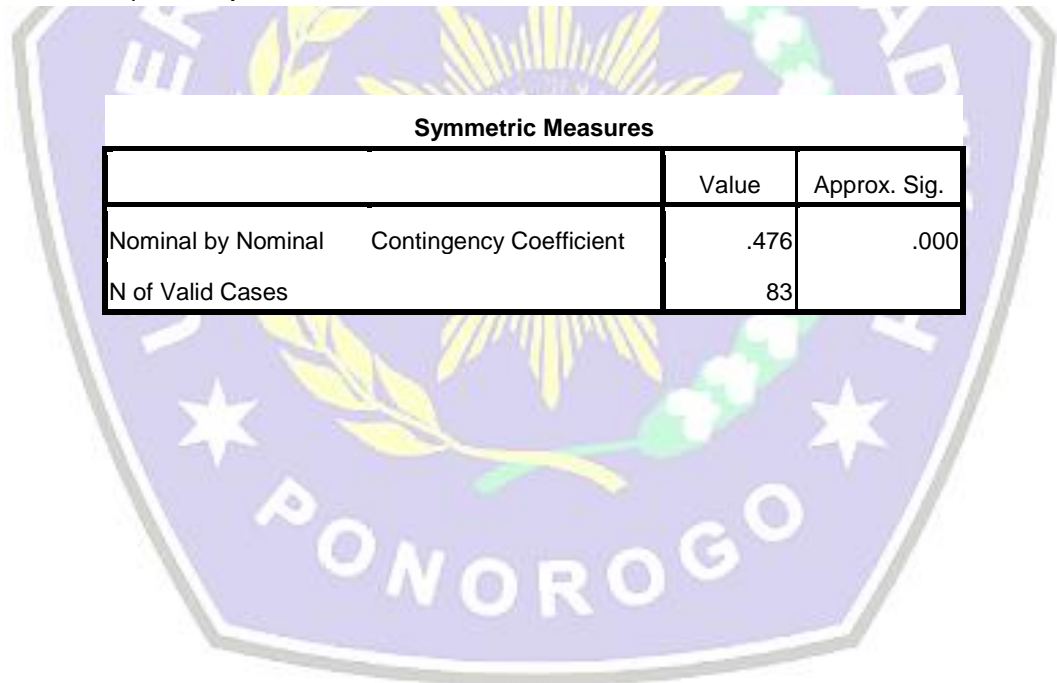 Symmetric Measures
Value Approx. Sig.
Nominal by Nominal Contingency Coefficient .476 .000
N of Valid Cases 83
PONOROGO